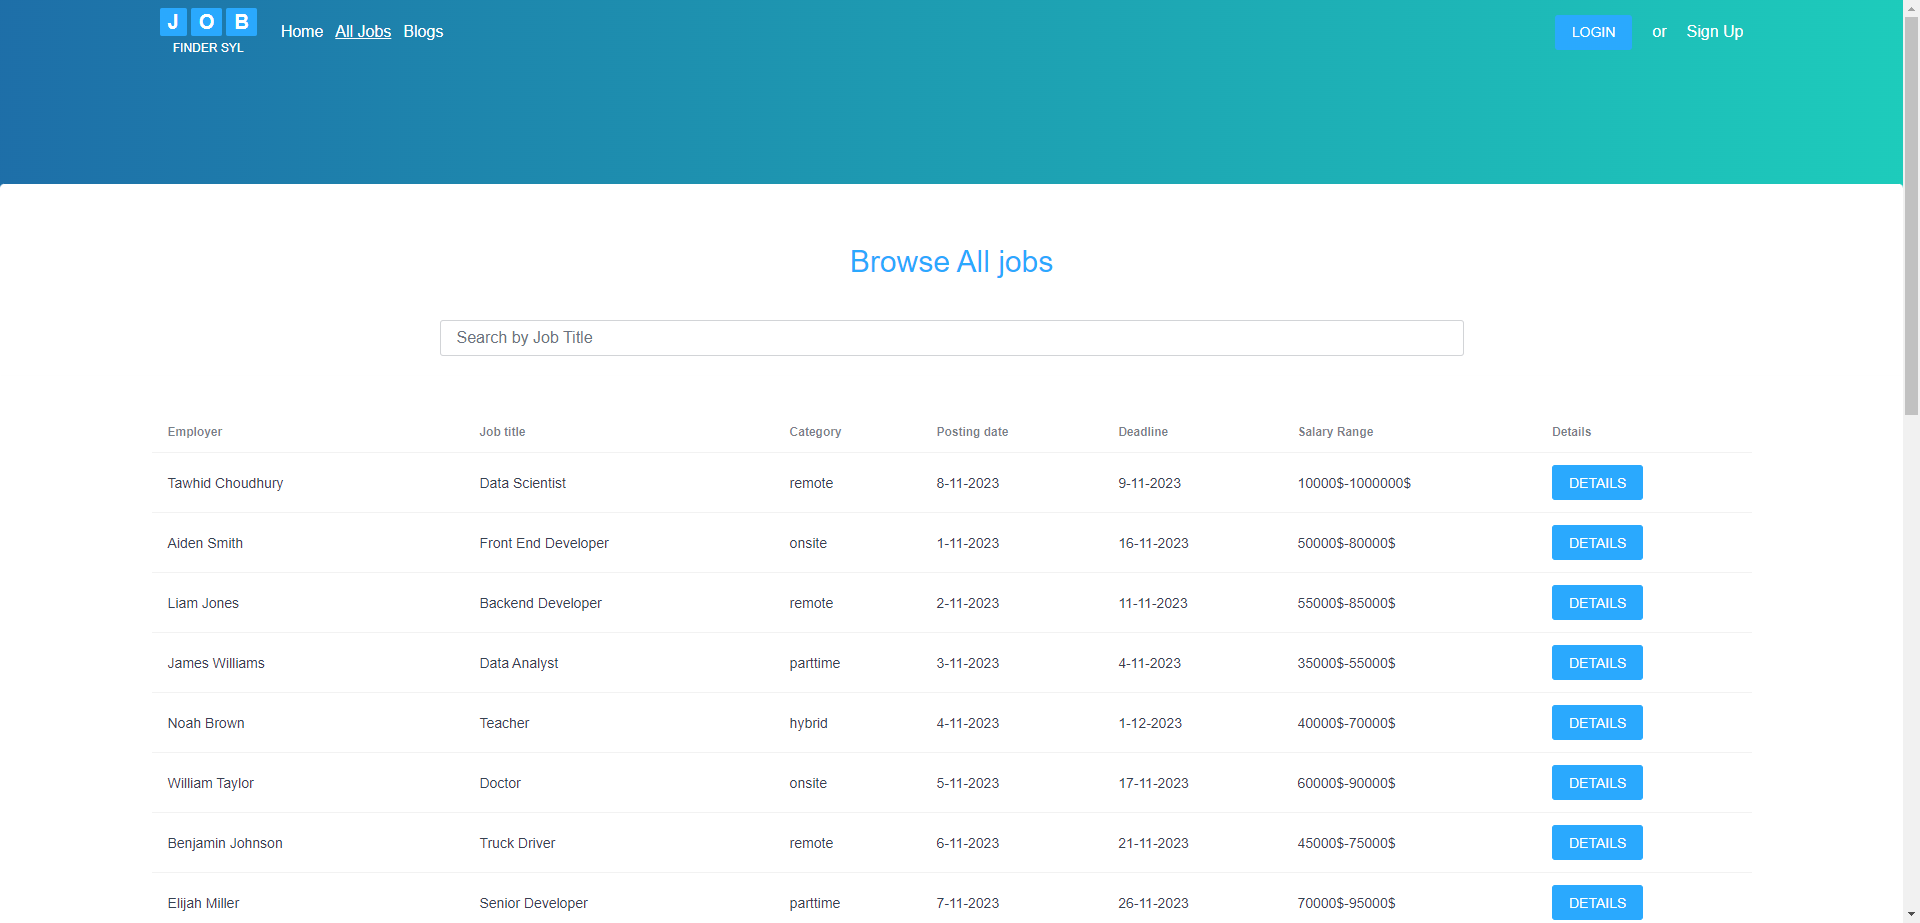 J O B
FINDER SYL
Home All Jobs Blogs
LOGIN or Sign Up
Browse All jobs
Search by Job Title
Employer Job title Category Posting date Deadline Salary Range Details
Tawhid Choudhury Data Scientist remote 8-11-2023 9-11-2023 10000$-1000000$ DETAILS
Aiden Smith Front End Developer onsite 1-11-2023 16-11-2023 50000$-80000$ DETAILS
Liam Jones Backend Developer remote 2-11-2023 11-11-2023 55000$-85000$ DETAILS
James Williams Data Analyst parttime 3-11-2023 4-11-2023 35000$-55000$ DETAILS
Noah Brown Teacher hybrid 4-11-2023 1-12-2023 40000$-70000$ DETAILS
William Taylor Doctor onsite 5-11-2023 17-11-2023 60000$-90000$ DETAILS
Benjamin Johnson Truck Driver remote 6-11-2023 21-11-2023 45000$-75000$ DETAILS
Elijah Miller Senior Developer parttime 7-11-2023 26-11-2023 70000$-95000$ DETAILS